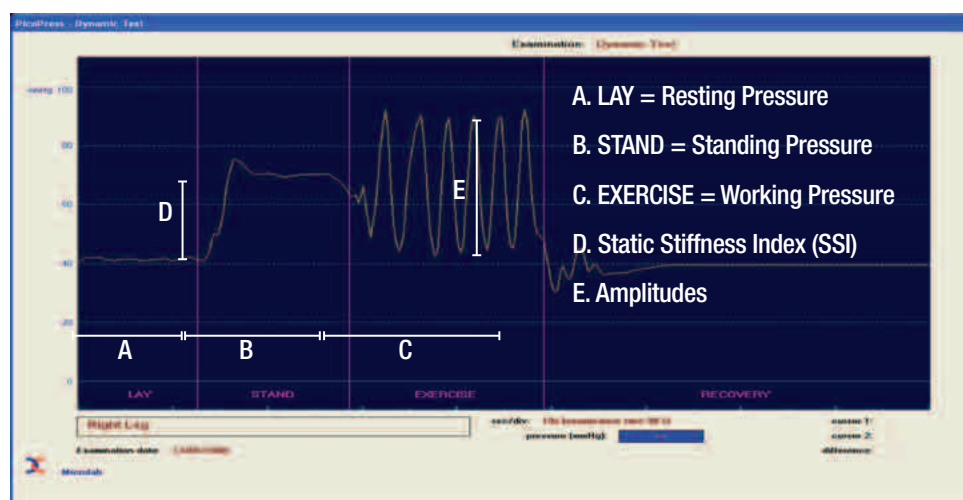 PicoPress - Dynamic Test
Examination: Dynamic Test
mmHg 100
80
60
40
20
0
A. LAY = Resting Pressure
B. STAND = Standing Pressure
C. EXERCISE = Working Pressure
D. Static Stiffness Index (SSI)
E. Amplitudes
D
E
A
B
C
LAY
STAND
EXERCISE
RECOVERY
Right Leg
sec/div:
pressure (mmHg):
cursor 1:
cursor 2:
difference:
Examination date
Microlab